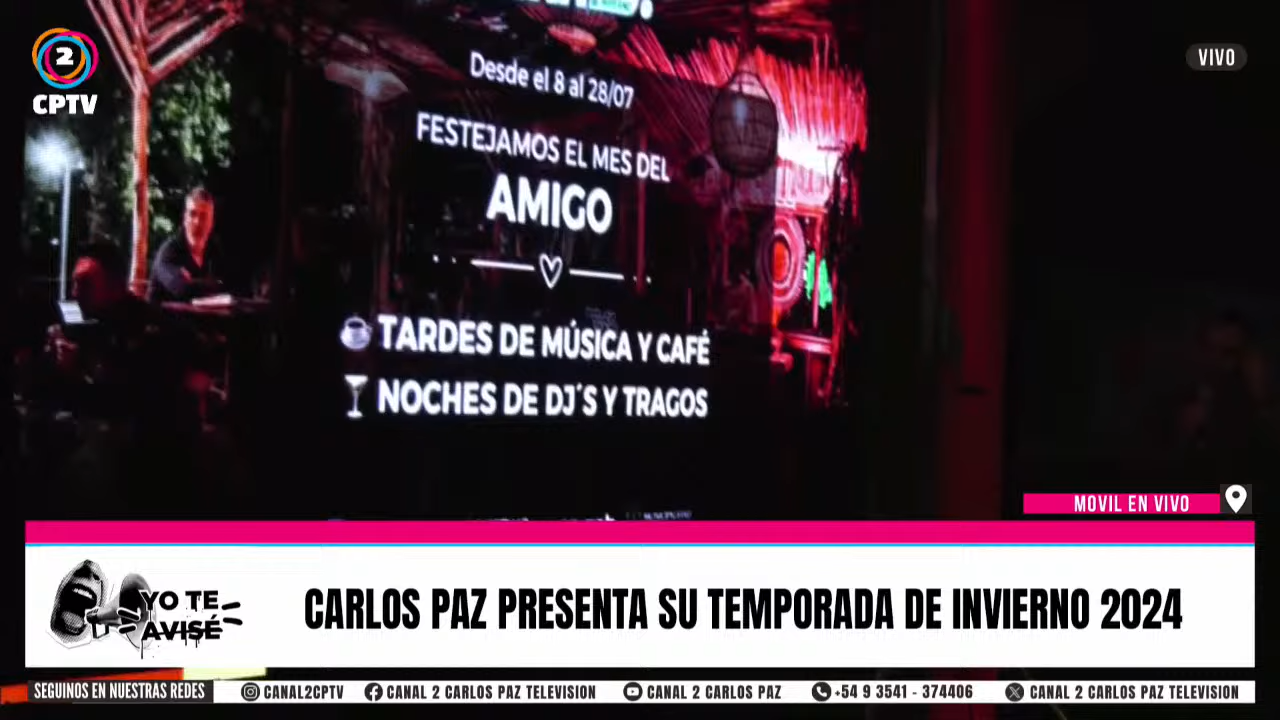 2
CPTV
VIVO
Desde el 8 al 28/07
FESTEJAMOS EL MES DEL
AMIGO
TARDES DE MÚSICA Y CAFÉ
NOCHES DE DJ´S Y TRAGOS
MOVIL EN VIVO
YO TE
AVISÉ
CARLOS PAZ PRESENTA SU TEMPORADA DE INVIERNO 2024
SEGUINOS EN NUESTRAS REDES CANAL2CPTV CANAL 2 CARLOS PAZ TELEVISION CANAL 2 CARLOS PAZ +54 9 3541 - 374406 CANAL 2 CARLOS PAZ TELEVISION